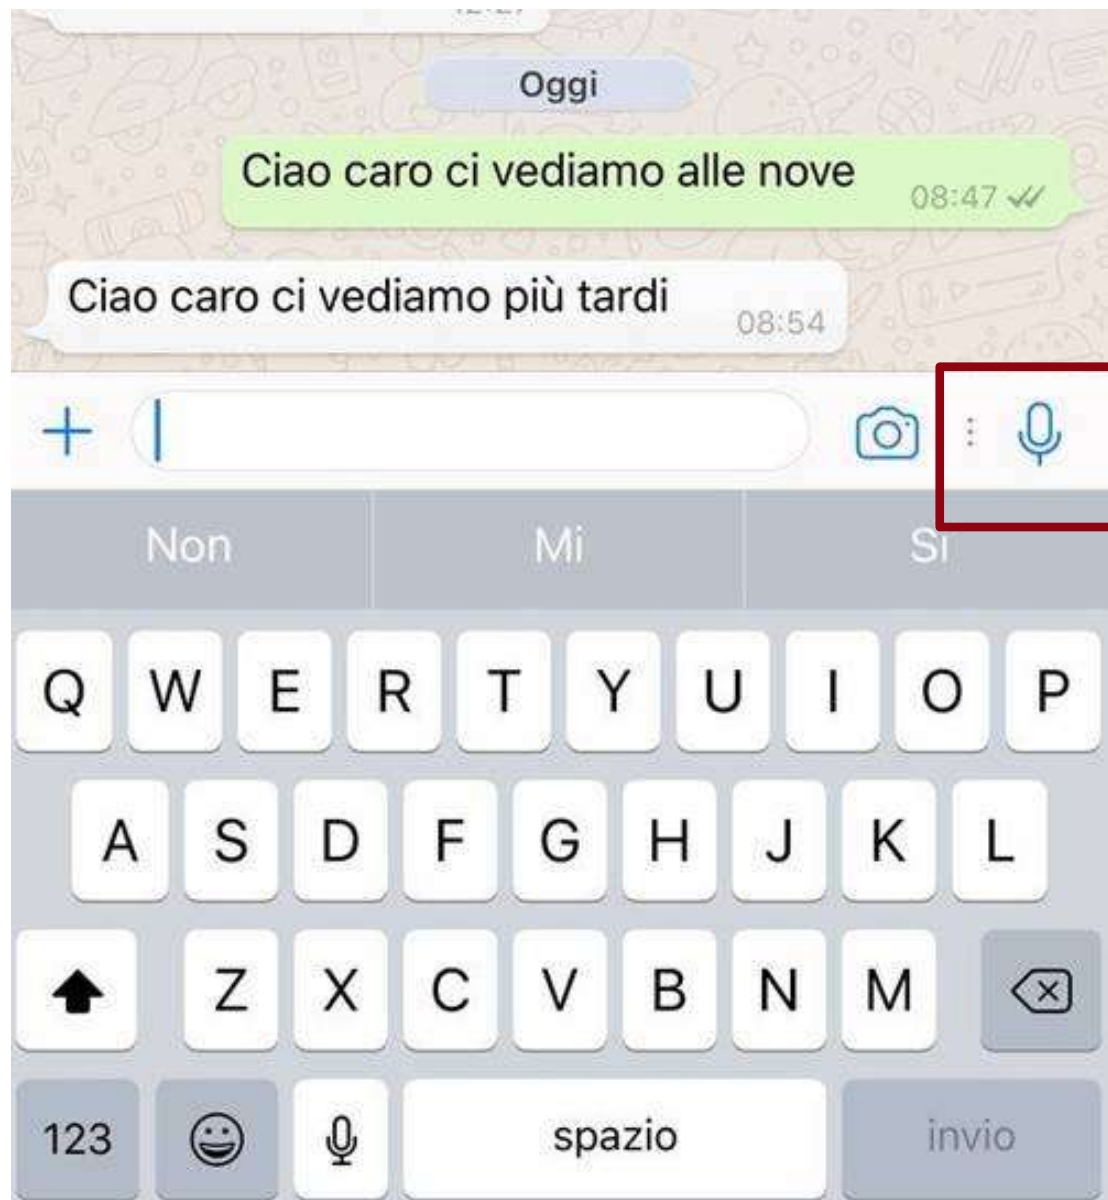 Oggi
Ciao caro ci vediamo alle nove
08:47
Ciao caro ci vediamo più tardi
08:54
Non Mi Si
Q W E R T Y U I O P
A S D F G H J K L
Z X C V B N M
123 spazio invio